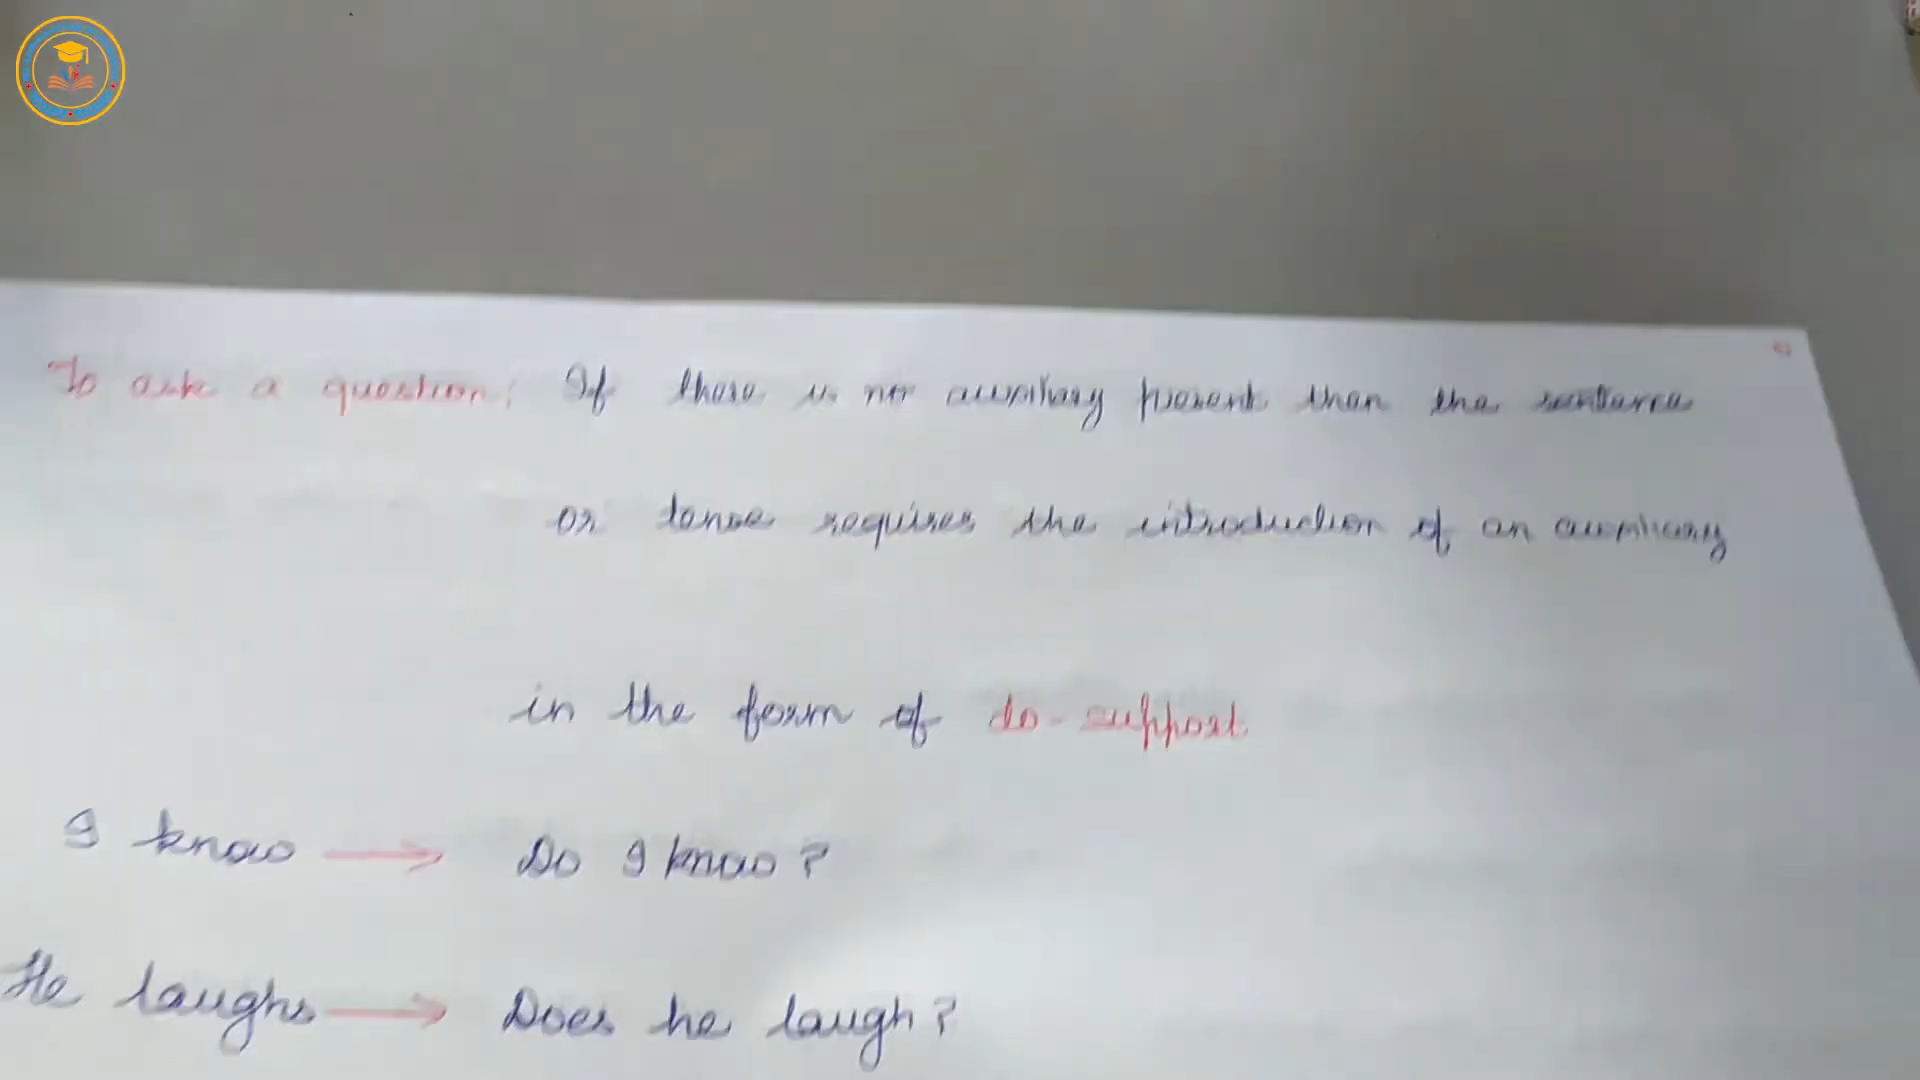 To ask a question: If there is no auxiliary present then the sentence
or tense requires the introduction of an auxiliary
in the form of do-support
I know → Do I know?
He laughs → Does he laugh?